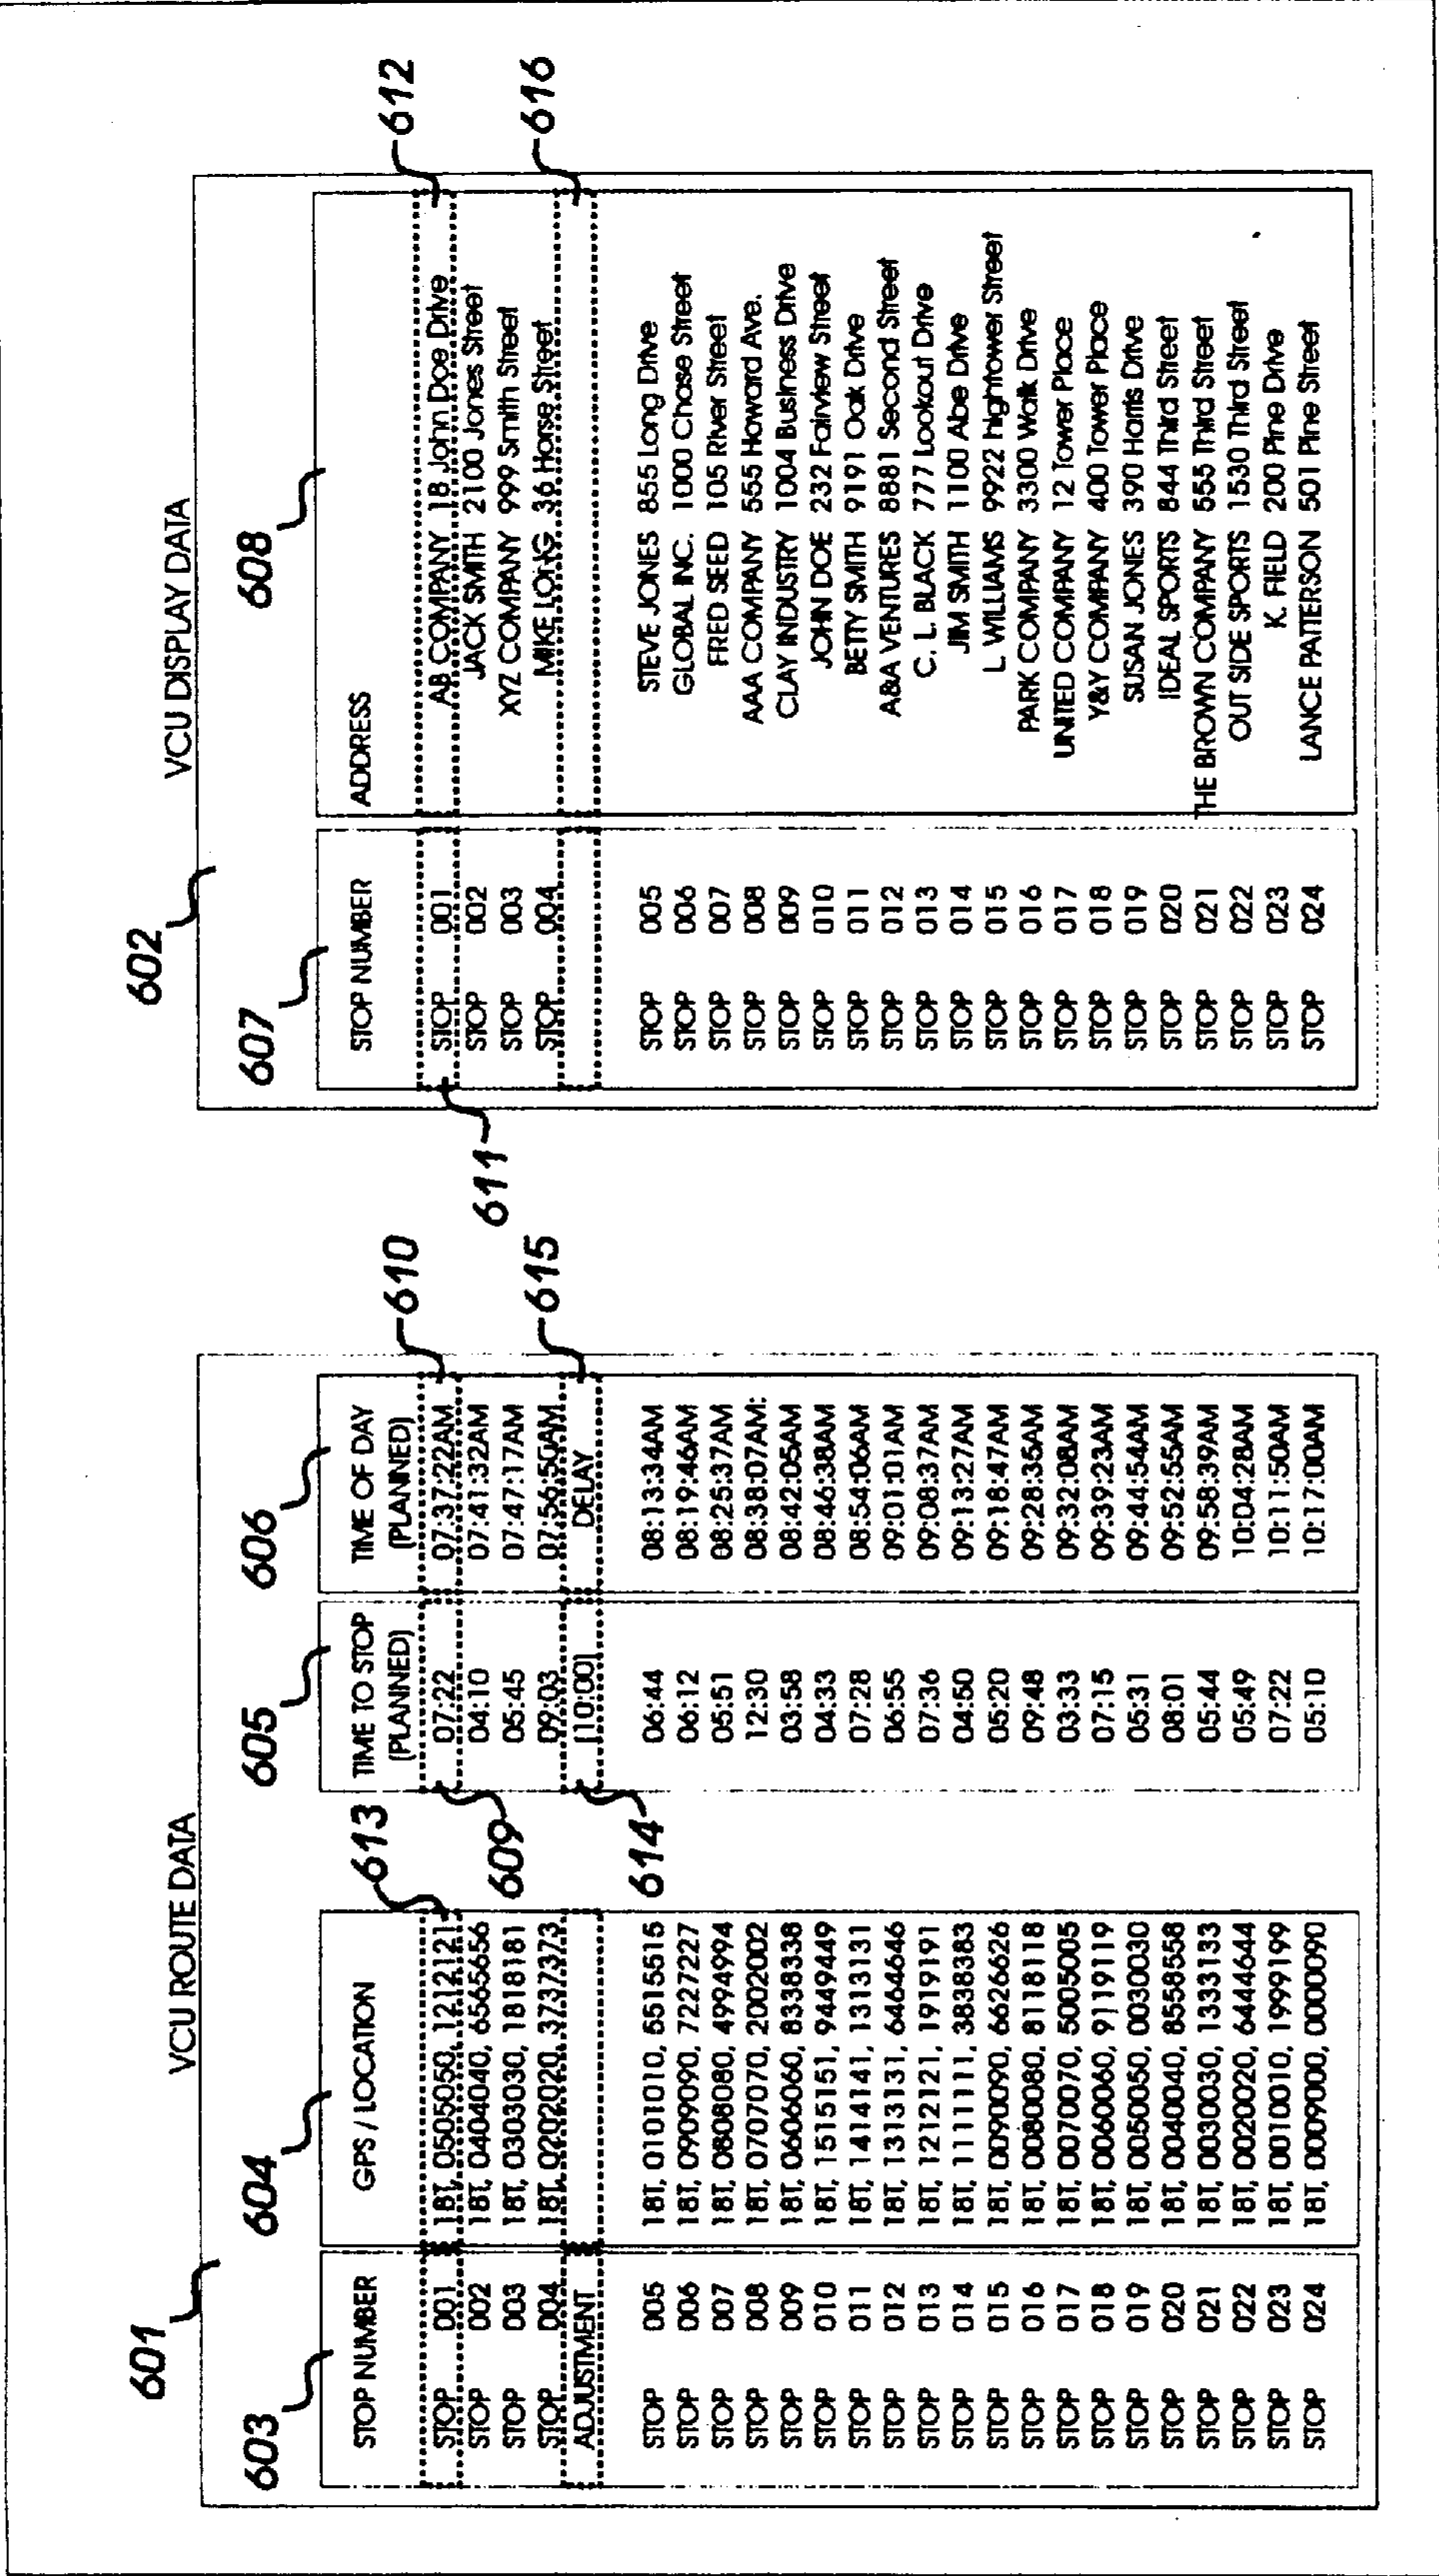 601
VCU ROUTE DATA
603 604 605 606
STOP NUMBER GPS / LOCATION TIME TO STOP (PLANNED) TIME OF DAY (PLANNED)
613 610
STOP 001 18T, 0505050, 1212121 07:22 07:37:22AM
STOP 002 18T, 0404040, 6565656 04:10 07:41:32AM
609
STOP 003 18T, 0303030, 1818181 05:45 07:47:17AM
STOP 004 18T, 0202020, 3737373 09:03 07:56:50AM
615
ADJUSTMENT [10:00] DELAY
614
STOP 005 18T, 0101010, 5515515 06:44 08:13:34AM
STOP 006 18T, 0909090, 7227227 06:12 08:19:46AM
STOP 007 18T, 0808080, 4994994 05:51 08:25:37AM
STOP 008 18T, 0707070, 2002002 12:30 08:38:07AM:
STOP 009 18T, 0606060, 8338338 03:58 08:42:05AM
STOP 010 18T, 1515151, 9449449 04:33 08:46:38AM
STOP 011 18T, 1414141, 1313131 07:28 08:54:06AM
STOP 012 18T, 1313131, 6464646 06:55 09:01:01AM
STOP 013 18T, 1212121, 1919191 07:36 09:08:37AM
STOP 014 18T, 1111111, 3838383 04:50 09:13:27AM
STOP 015 18T, 0090090, 6626626 05:20 09:18:47AM
STOP 016 18T, 0080080, 8118118 09:48 09:28:35AM
STOP 017 18T, 0070070, 5005005 03:33 09:32:08AM
STOP 018 18T, 0060060, 9119119 07:15 09:39:23AM
STOP 019 18T, 0050050, 0030030 05:31 09:44:54AM
STOP 020 18T, 0040040, 8558558 08:01 09:52:55AM
STOP 021 18T, 0030030, 1333133 05:44 09:58:39AM
STOP 022 18T, 0020020, 6444644 05:49 10:04:28AM
STOP 023 18T, 0010010, 1999199 07:22 10:11:50AM
STOP 024 18T, 0009000, 0000090 05:10 10:17:00AM
602
VCU DISPLAY DATA
607 608
STOP NUMBER ADDRESS
612
STOP 001 AB COMPANY 18 John Doe Drive
611
STOP 002 JACK SMITH 2100 Jones Street
STOP 003 XYZ COMPANY 999 Smith Street
STOP 004 MIKE LONG 36 Horse Street
616
STOP 005 STEVE JONES 855 Long Drive
STOP 006 GLOBAL INC. 1000 Chase Street
STOP 007 FRED SEED 105 River Street
STOP 008 AAA COMPANY 555 Howard Ave.
STOP 009 CLAY INDUSTRY 1004 Business Drive
STOP 010 JOHN DOE 232 Fairview Street
STOP 011 BETTY SMITH 9191 Oak Drive
STOP 012 A&A VENTURES 8881 Second Street
STOP 013 C. L. BLACK 777 Lookout Drive
STOP 014 JIM SMITH 1100 Abe Drive
STOP 015 L. WILLIAMS 9922 hightower Street
STOP 016 PARK COMPANY 3300 Walk Drive
STOP 017 UNITED COMPANY 12 Tower Place
STOP 018 Y&Y COMPANY 400 Tower Place
STOP 019 SUSAN JONES 390 Harris Drive
STOP 020 IDEAL SPORTS 844 Third Street
STOP 021 THE BROWN COMPANY 555 Third Street
STOP 022 OUT SIDE SPORTS 1530 Third Street
STOP 023 K. FIELD 200 Pine Drive
STOP 024 LANCE PATTERSON 501 Pine Street